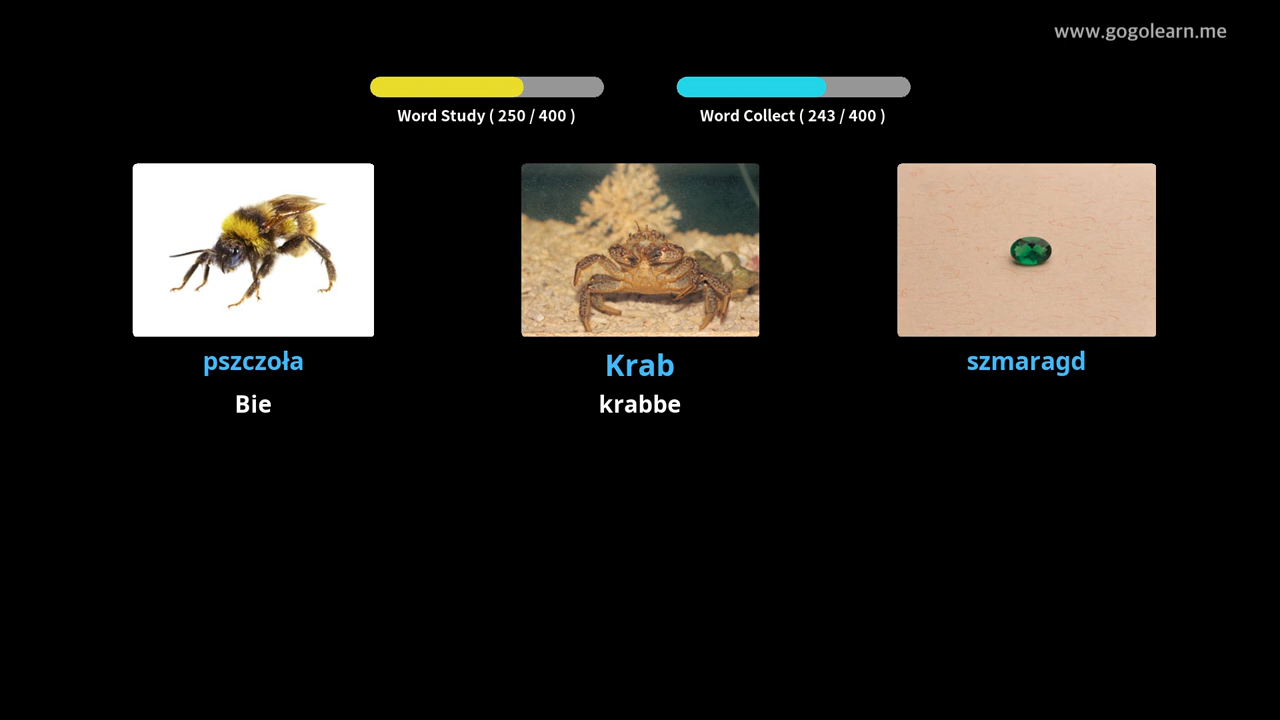 www.gogolearn.me
Word Study ( 250 / 400 )
Word Collect ( 243 / 400 )
pszczoła
Bie
Krab
krabbe
szmaragd